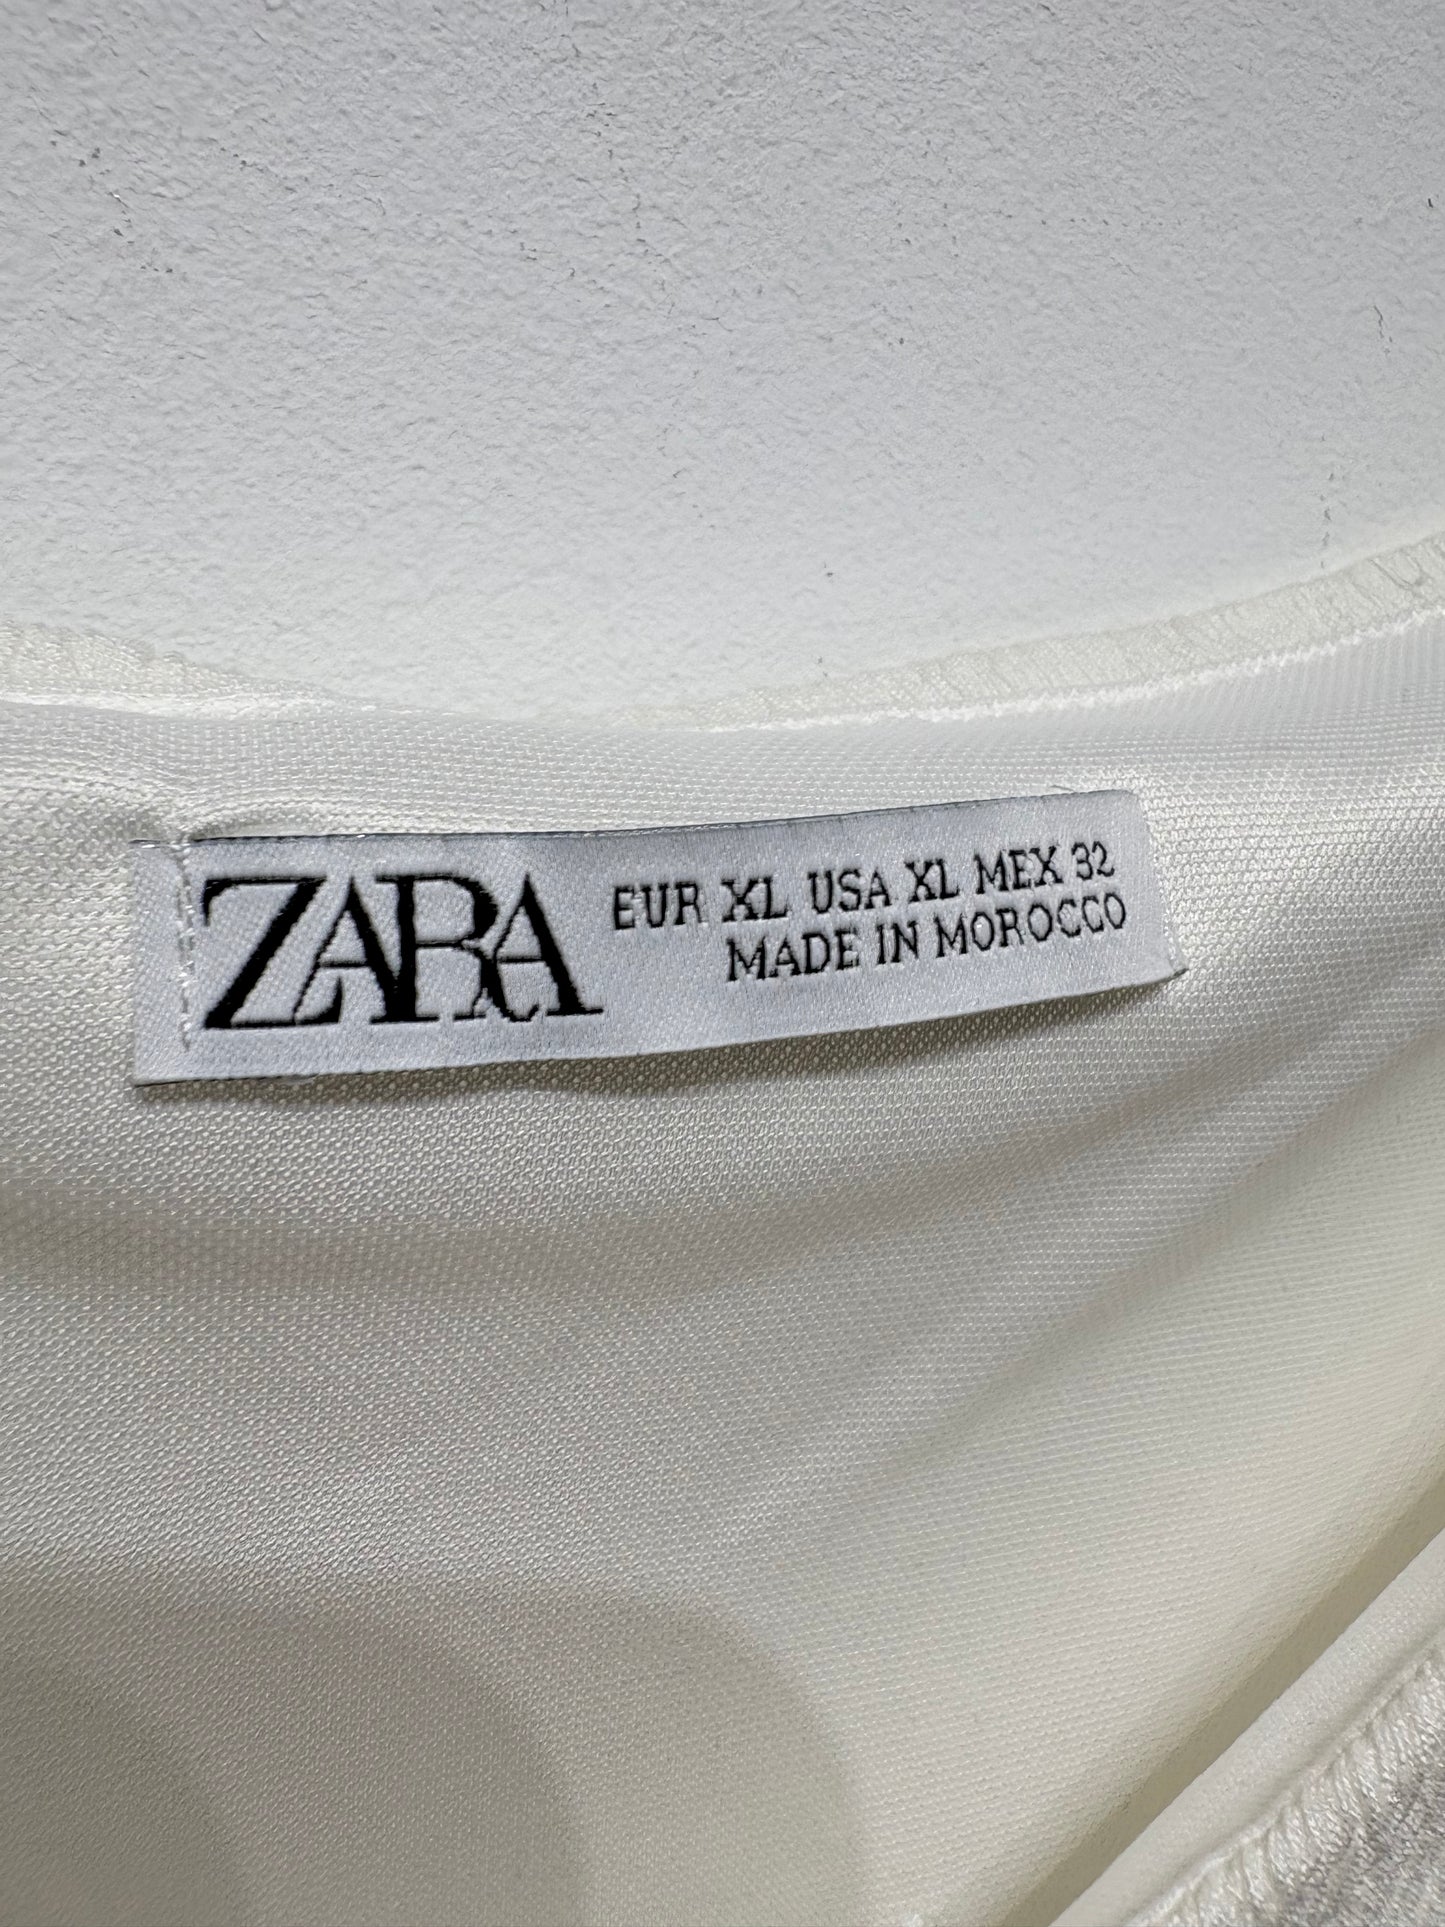 ZARA
EUR XL USA XL MEX 32
MADE IN MOROCCO